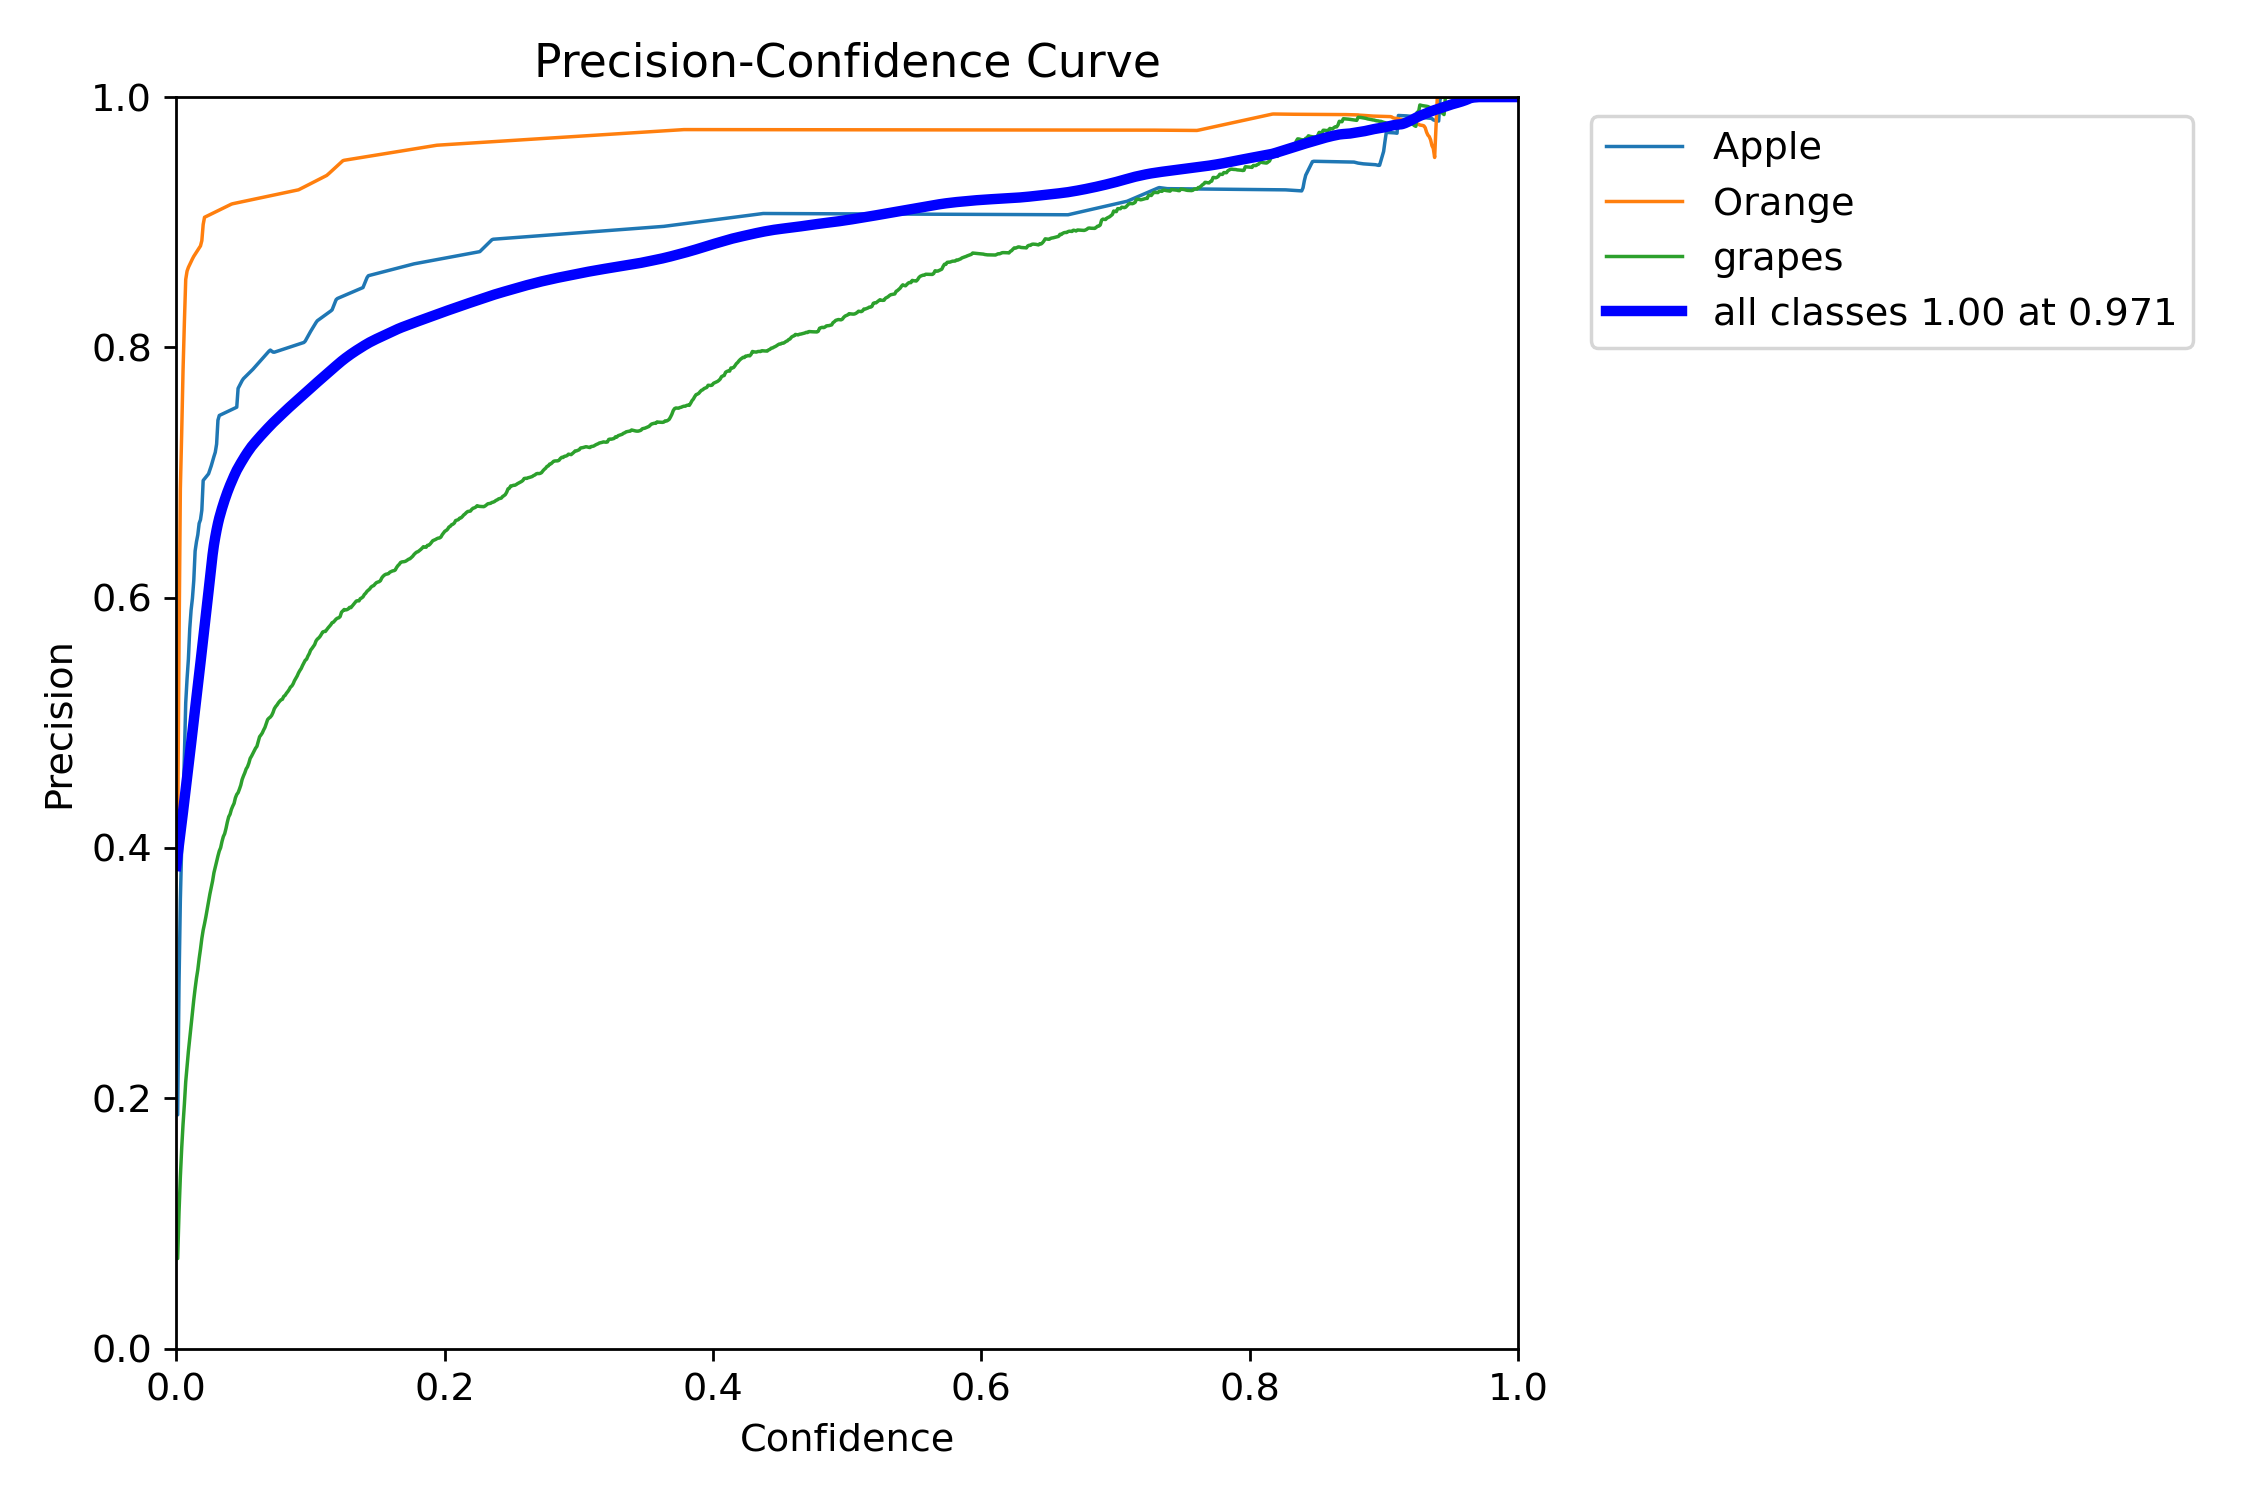 Precision-Confidence Curve
1.0
0.8
0.6
0.4
0.2
0.0
Precision
0.0 0.2 0.4 0.6 0.8 1.0
Confidence
Apple
Orange
grapes
all classes 1.00 at 0.971